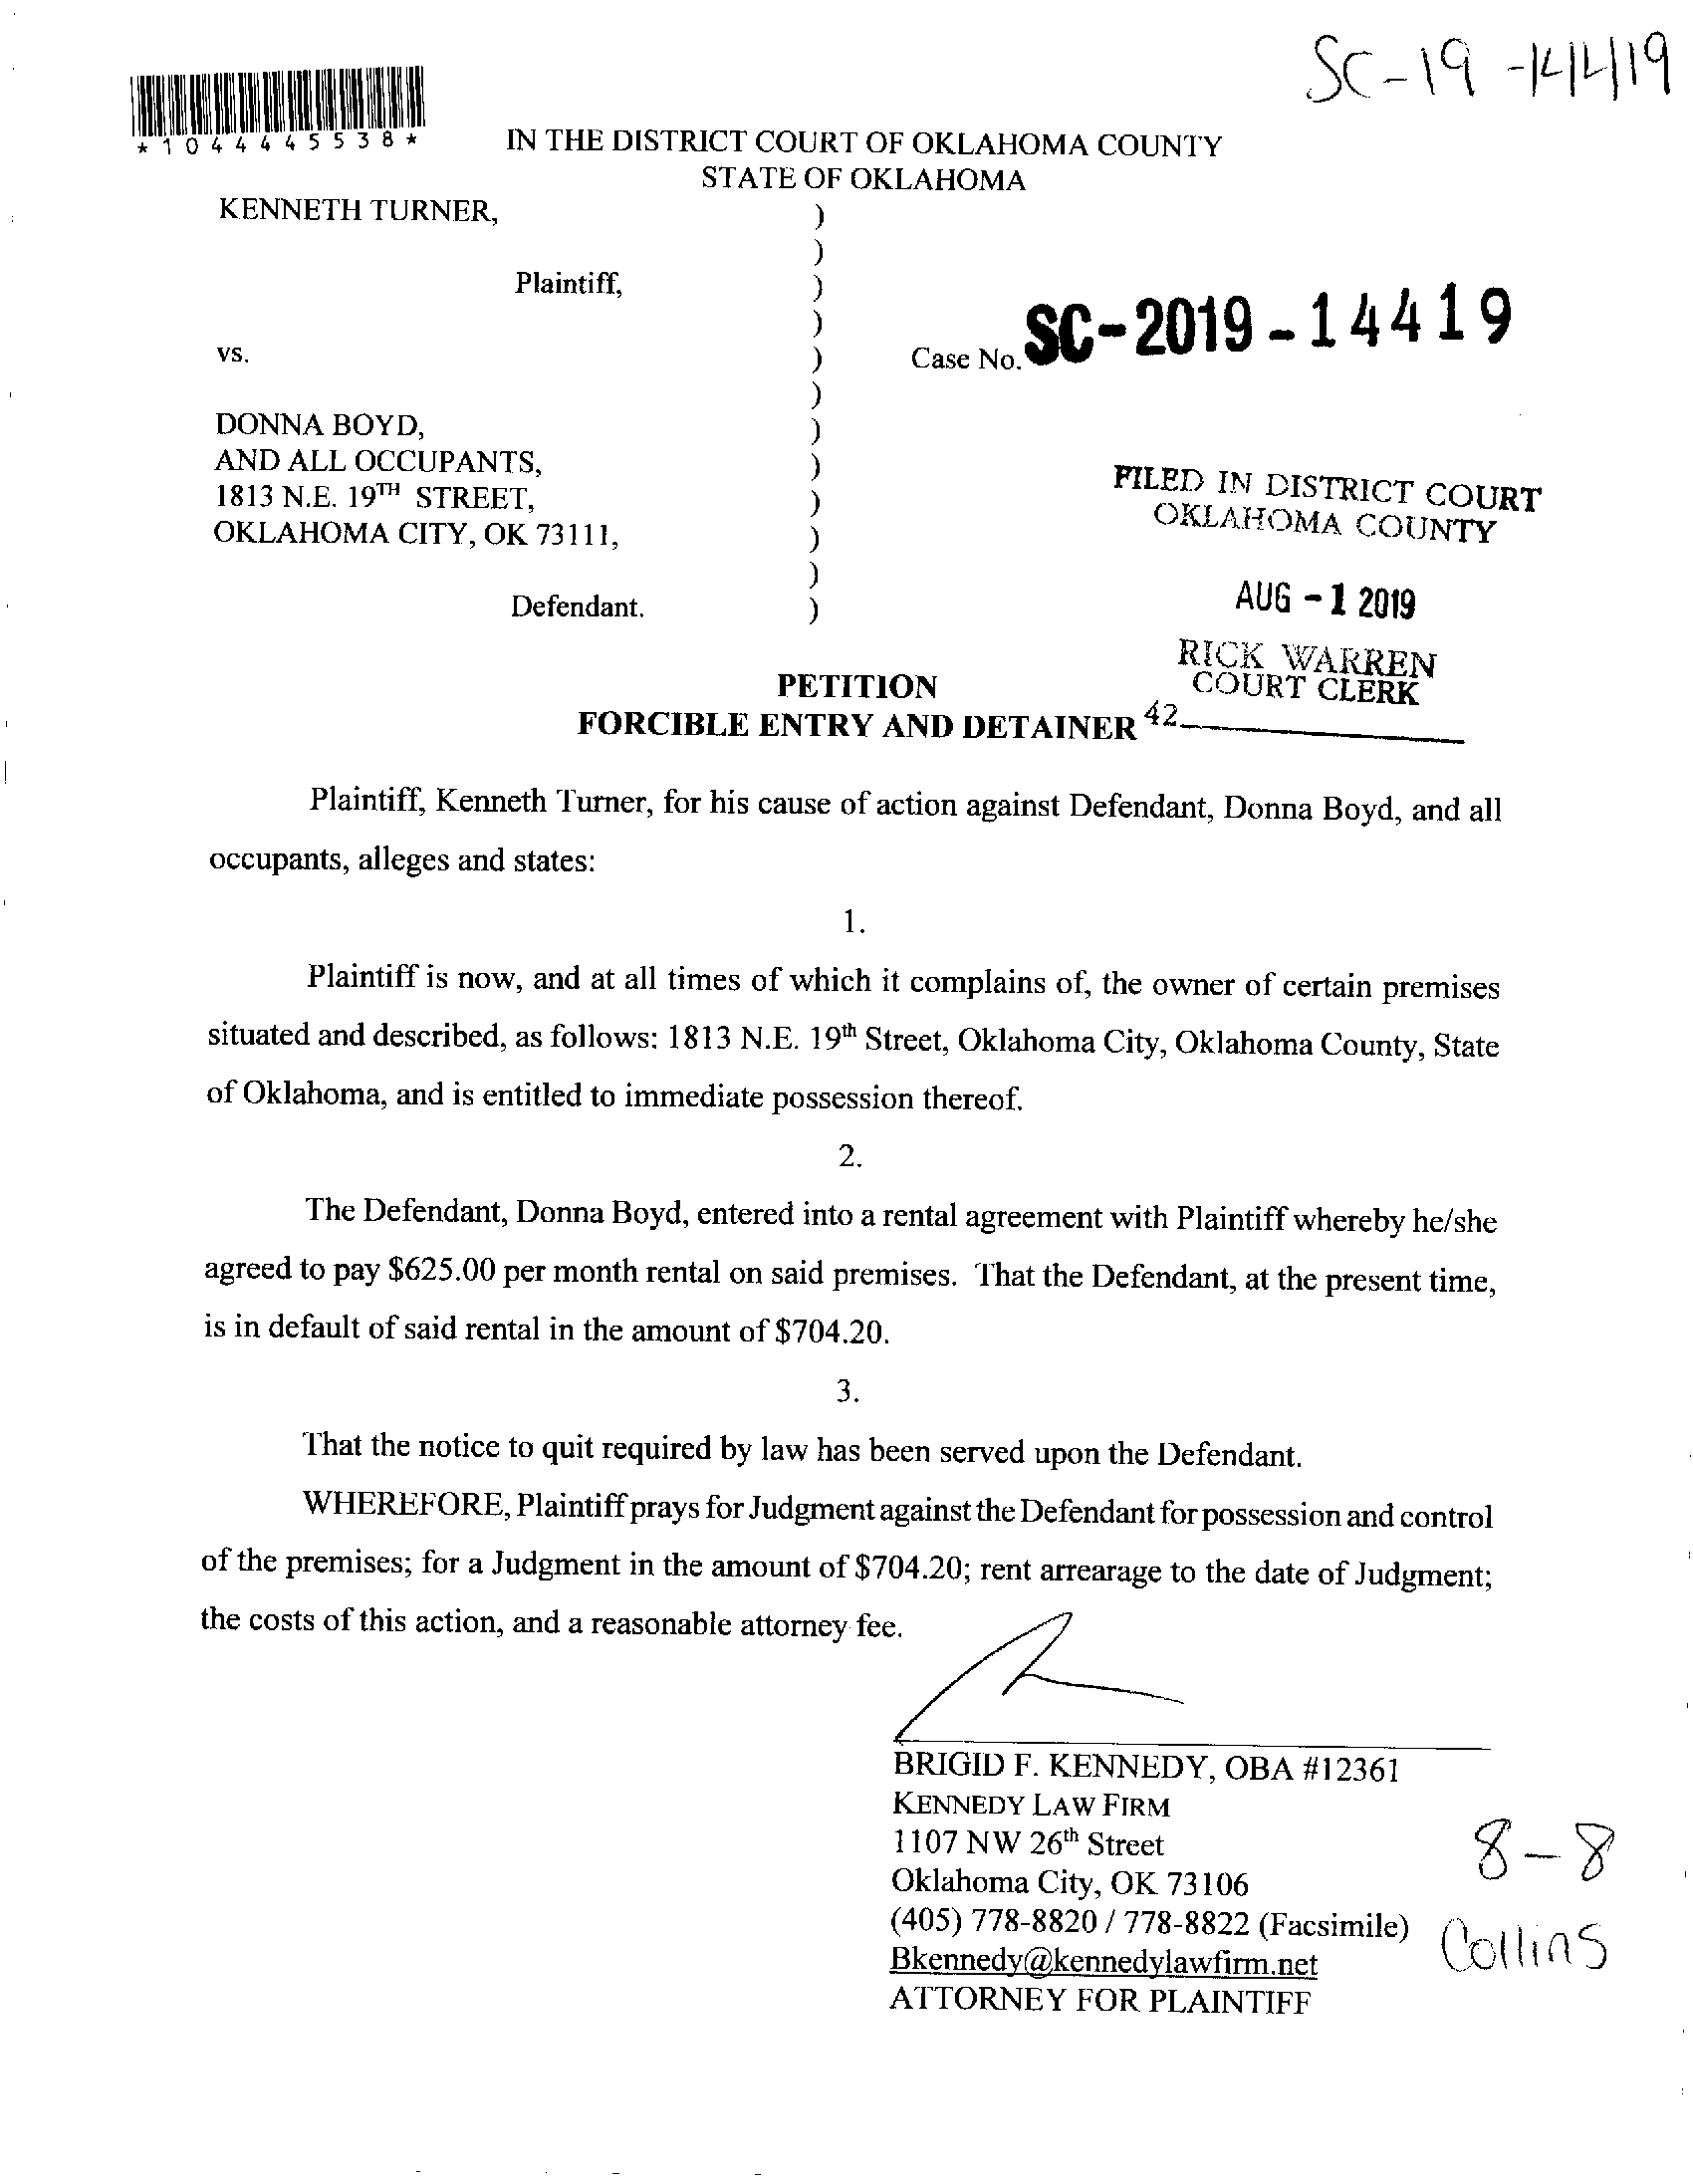 SC-19-14419
*1044445538*
IN THE DISTRICT COURT OF OKLAHOMA COUNTY
STATE OF OKLAHOMA
KENNETH TURNER,
)
)
Plaintiff, )
)
vs. ) Case No. SC-2019-14419
)
DONNA BOYD, )
AND ALL OCCUPANTS, )
1813 N.E. 19TH STREET, )
OKLAHOMA CITY, OK 73111, )
)
Defendant. )
FILED IN DISTRICT COURT
OKLAHOMA COUNTY
AUG -1 2019
RICK WARREN
COURT CLERK
42
PETITION
FORCIBLE ENTRY AND DETAINER
Plaintiff, Kenneth Turner, for his cause of action against Defendant, Donna Boyd, and all
occupants, alleges and states:
1.
Plaintiff is now, and at all times of which it complains of, the owner of certain premises
situated and described, as follows: 1813 N.E. 19th Street, Oklahoma City, Oklahoma County, State
of Oklahoma, and is entitled to immediate possession thereof.
2.
The Defendant, Donna Boyd, entered into a rental agreement with Plaintiff whereby he/she
agreed to pay $625.00 per month rental on said premises. That the Defendant, at the present time,
is in default of said rental in the amount of $704.20.
3.
That the notice to quit required by law has been served upon the Defendant.
WHEREFORE, Plaintiff prays for Judgment against the Defendant for possession and control
of the premises; for a Judgment in the amount of $704.20; rent arrearage to the date of Judgment;
the costs of this action, and a reasonable attorney fee.
BRIGID F. KENNEDY, OBA #12361
KENNEDY LAW FIRM
1107 NW 26th Street
Oklahoma City, OK 73106
(405) 778-8820 / 778-8822 (Facsimile)
Bkennedy@kennedylawfirm.net
ATTORNEY FOR PLAINTIFF
8-8
Collins